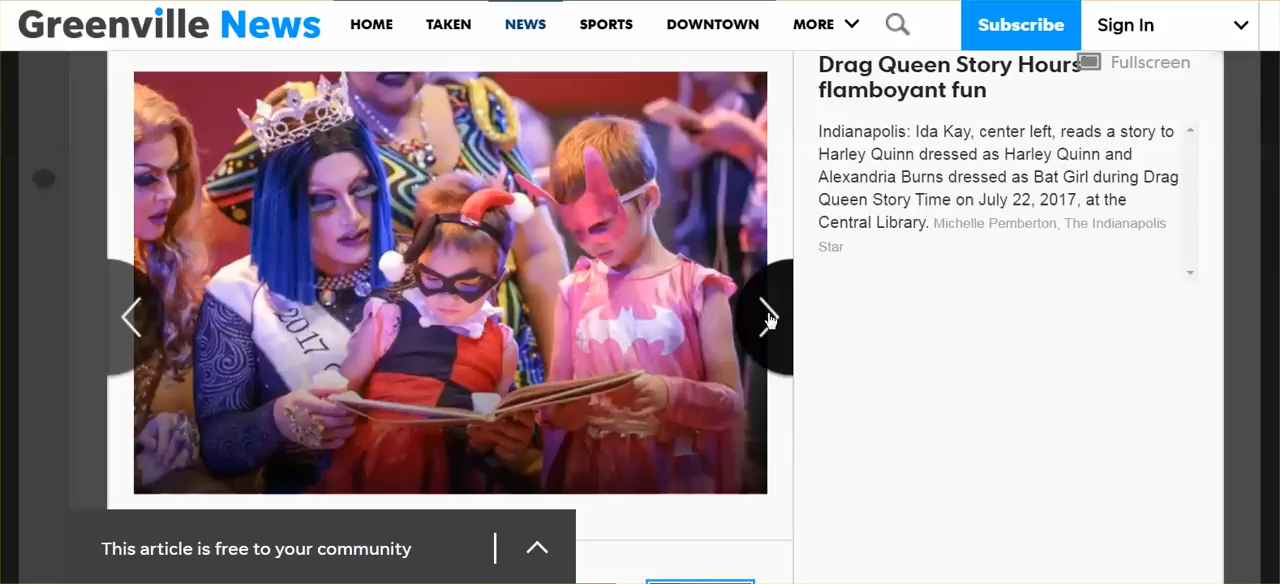 Greenville News
HOME TAKEN NEWS SPORTS DOWNTOWN MORE
Subscribe
Sign In
Drag Queen Story Hours
flamboyant fun
Fullscreen
Indianapolis: Ida Kay, center left, reads a story to
Harley Quinn dressed as Harley Quinn and
Alexandria Burns dressed as Bat Girl during Drag
Queen Story Time on July 22, 2017, at the
Central Library. Michelle Pemberton, The Indianapolis
Star
2017
This article is free to your community